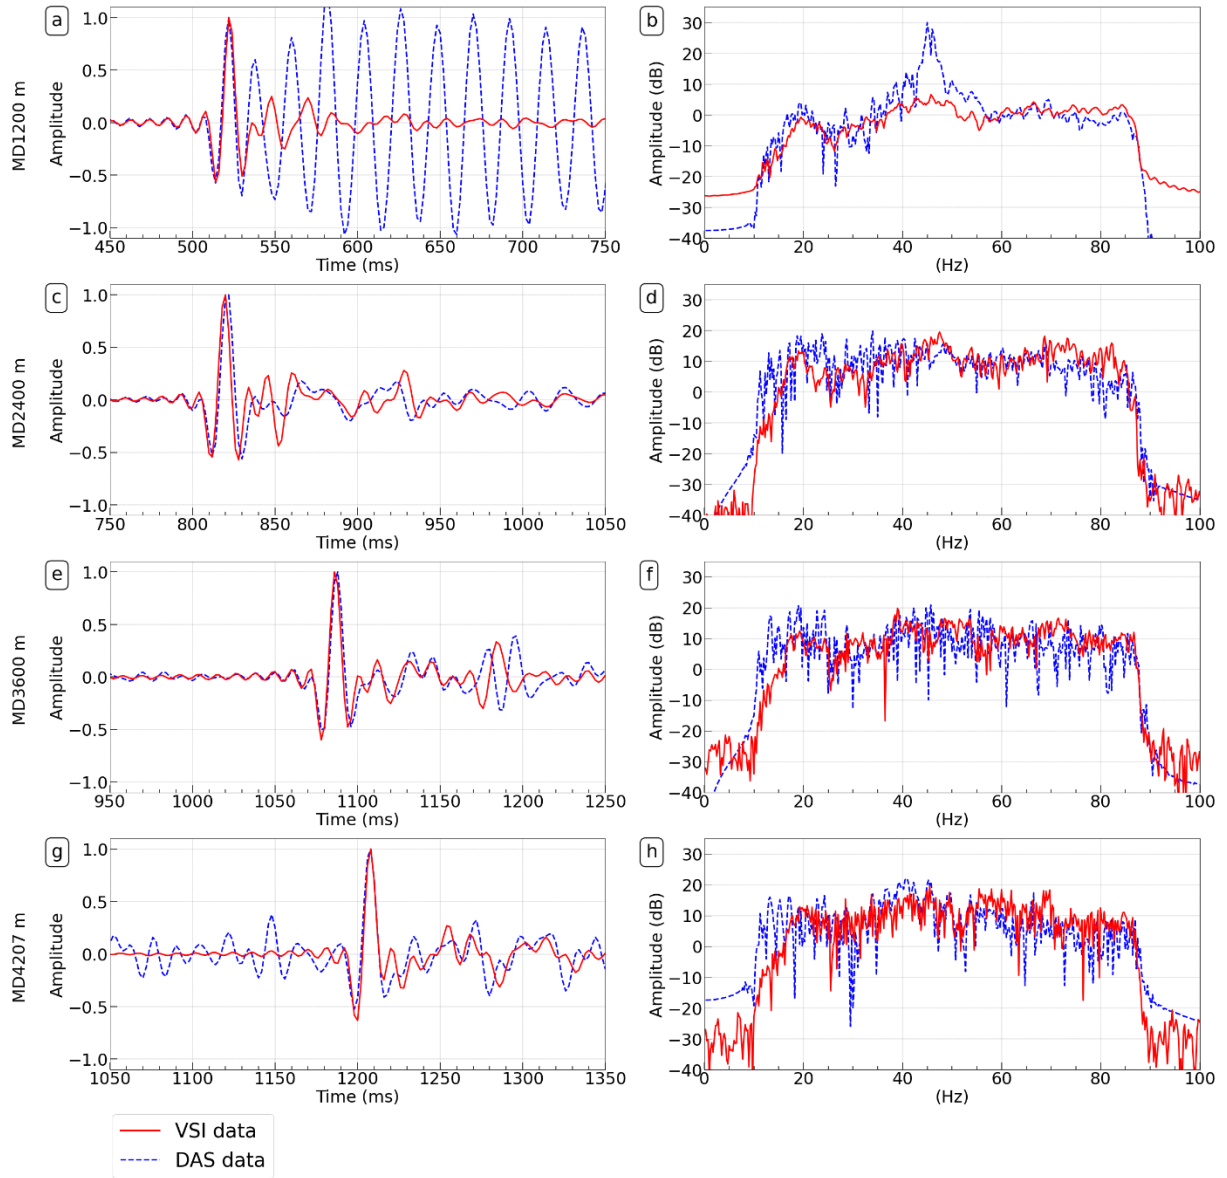 a
b
MD1200 m
Amplitude
1.0
0.5
0.0
−0.5
−1.0
450 500 550 600 650 700 750
Time (ms)
Amplitude (dB)
30
20
10
0
−10
−20
−30
−40
0 20 40 60 80 100
(Hz)
c
d
MD2400 m
Amplitude
1.0
0.5
0.0
−0.5
−1.0
750 800 850 900 950 1000 1050
Time (ms)
Amplitude (dB)
30
20
10
0
−10
−20
−30
−40
0 20 40 60 80 100
(Hz)
e
f
MD3600 m
Amplitude
1.0
0.5
0.0
−0.5
−1.0
950 1000 1050 1100 1150 1200 1250
Time (ms)
Amplitude (dB)
30
20
10
0
−10
−20
−30
−40
0 20 40 60 80 100
(Hz)
g
h
MD4207 m
Amplitude
1.0
0.5
0.0
−0.5
−1.0
1050 1100 1150 1200 1250 1300 1350
Time (ms)
Amplitude (dB)
30
20
10
0
−10
−20
−30
−40
0 20 40 60 80 100
(Hz)
VSI data
DAS data